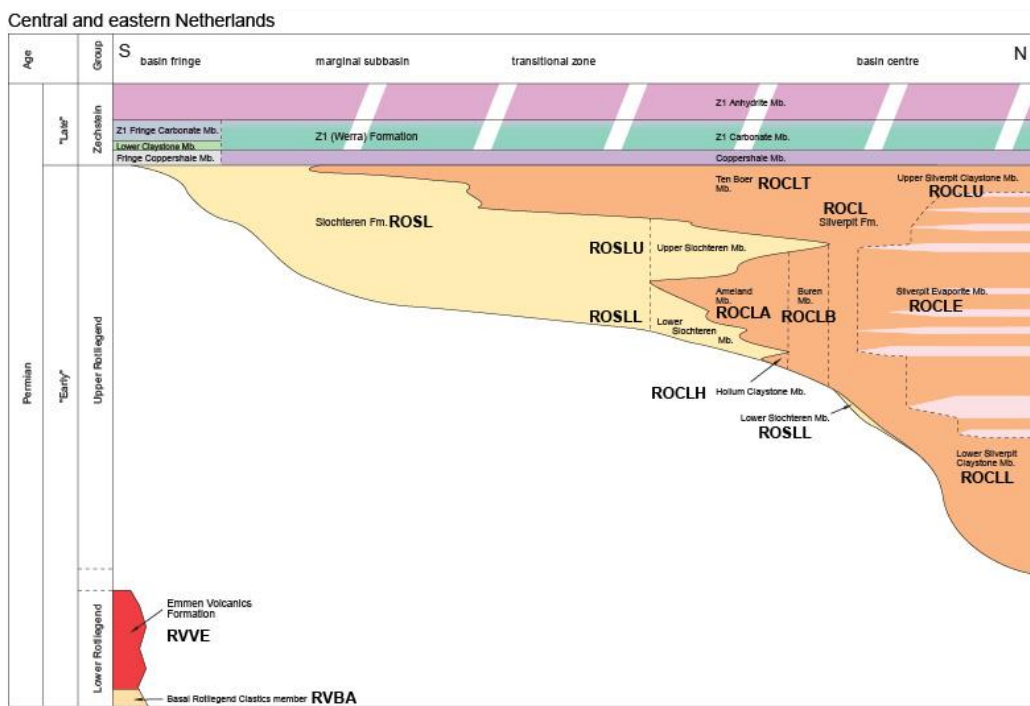 Central and eastern Netherlands
Age
Group
S
N
basin fringe
marginal subbasin
transitional zone
basin centre
Permian
"Late"
"Early"
Zechstein
Upper Rotliegend
Lower Rotliegend
Z1 Anhydrite Mb.
Z1 Fringe Carbonate Mb.
Z1 (Werra) Formation
Z1 Carbonate Mb.
Lower Claystone Mb.
Fringe Coppershale Mb.
Coppershale Mb.
Ten Boer
Mb. ROCLT
Upper Silverpit Claystone Mb.
ROCLU
ROCL
Silverpit Fm.
Slochteren Fm. ROSL
ROSLU
Upper Slochteren Mb.
Ameland
Mb.
ROCLA
Buren
Mb.
ROCLB
Silverpit Evaporite Mb.
ROCLE
ROSLL
Lower
Slochteren
Mb.
ROCLH
Hollum Claystone Mb.
Lower Slochteren Mb.
ROSLL
Lower Silverpit
Claystone Mb.
ROCLL
Emmen Volcanics
Formation
RVVE
Basal Rotliegend Clastics member RVBA